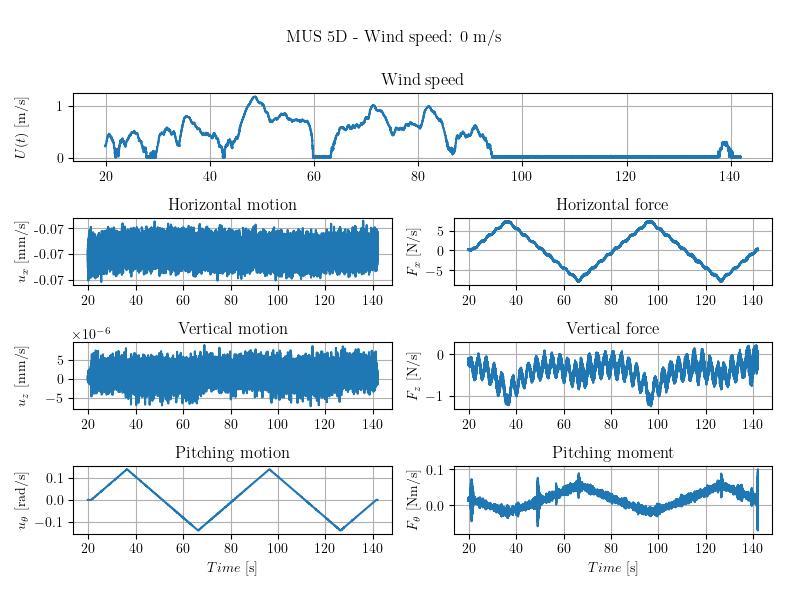 MUS 5D - Wind speed: 0 m/s
Wind speed
U(t) [m/s]
1
0
20 40 60 80 100 120 140
Horizontal motion
u_x [mm/s]
-0.07
-0.07
-0.07
20 40 60 80 100 120 140
Horizontal force
F_x [N/s]
5
0
−5
20 40 60 80 100 120 140
Vertical motion
×10⁻⁶
u_z [mm/s]
5
0
−5
20 40 60 80 100 120 140
Vertical force
F_z [N/s]
0
−1
20 40 60 80 100 120 140
Pitching motion
u_θ [rad/s]
0.1
0.0
−0.1
20 40 60 80 100 120 140
Time [s]
Pitching moment
F_θ [Nm/s]
0.1
0.0
20 40 60 80 100 120 140
Time [s]